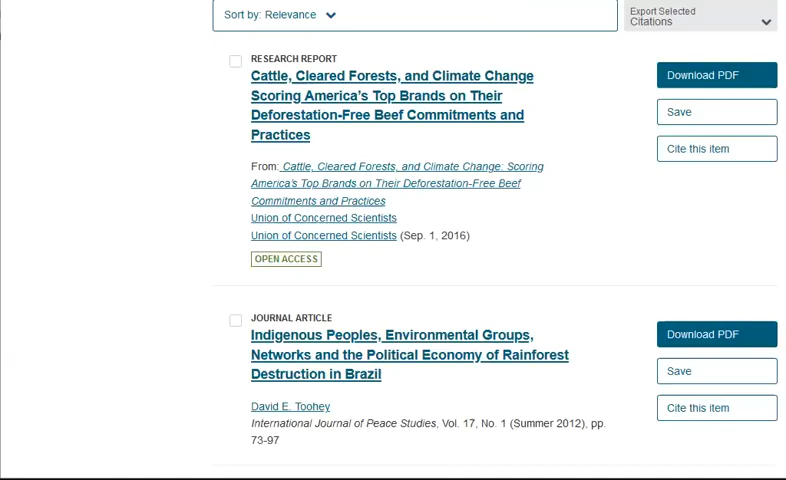 Sort by: Relevance
Export Selected
Citations
RESEARCH REPORT
Cattle, Cleared Forests, and Climate Change
Scoring America's Top Brands on Their
Deforestation-Free Beef Commitments and
Practices
From: Cattle, Cleared Forests, and Climate Change: Scoring
America's Top Brands on Their Deforestation-Free Beef
Commitments and Practices
Union of Concerned Scientists
Union of Concerned Scientists (Sep. 1, 2016)
OPEN ACCESS
Download PDF
Save
Cite this item
JOURNAL ARTICLE
Indigenous Peoples, Environmental Groups,
Networks and the Political Economy of Rainforest
Destruction in Brazil
David E. Toohey
International Journal of Peace Studies, Vol. 17, No. 1 (Summer 2012), pp.
73-97
Download PDF
Save
Cite this item